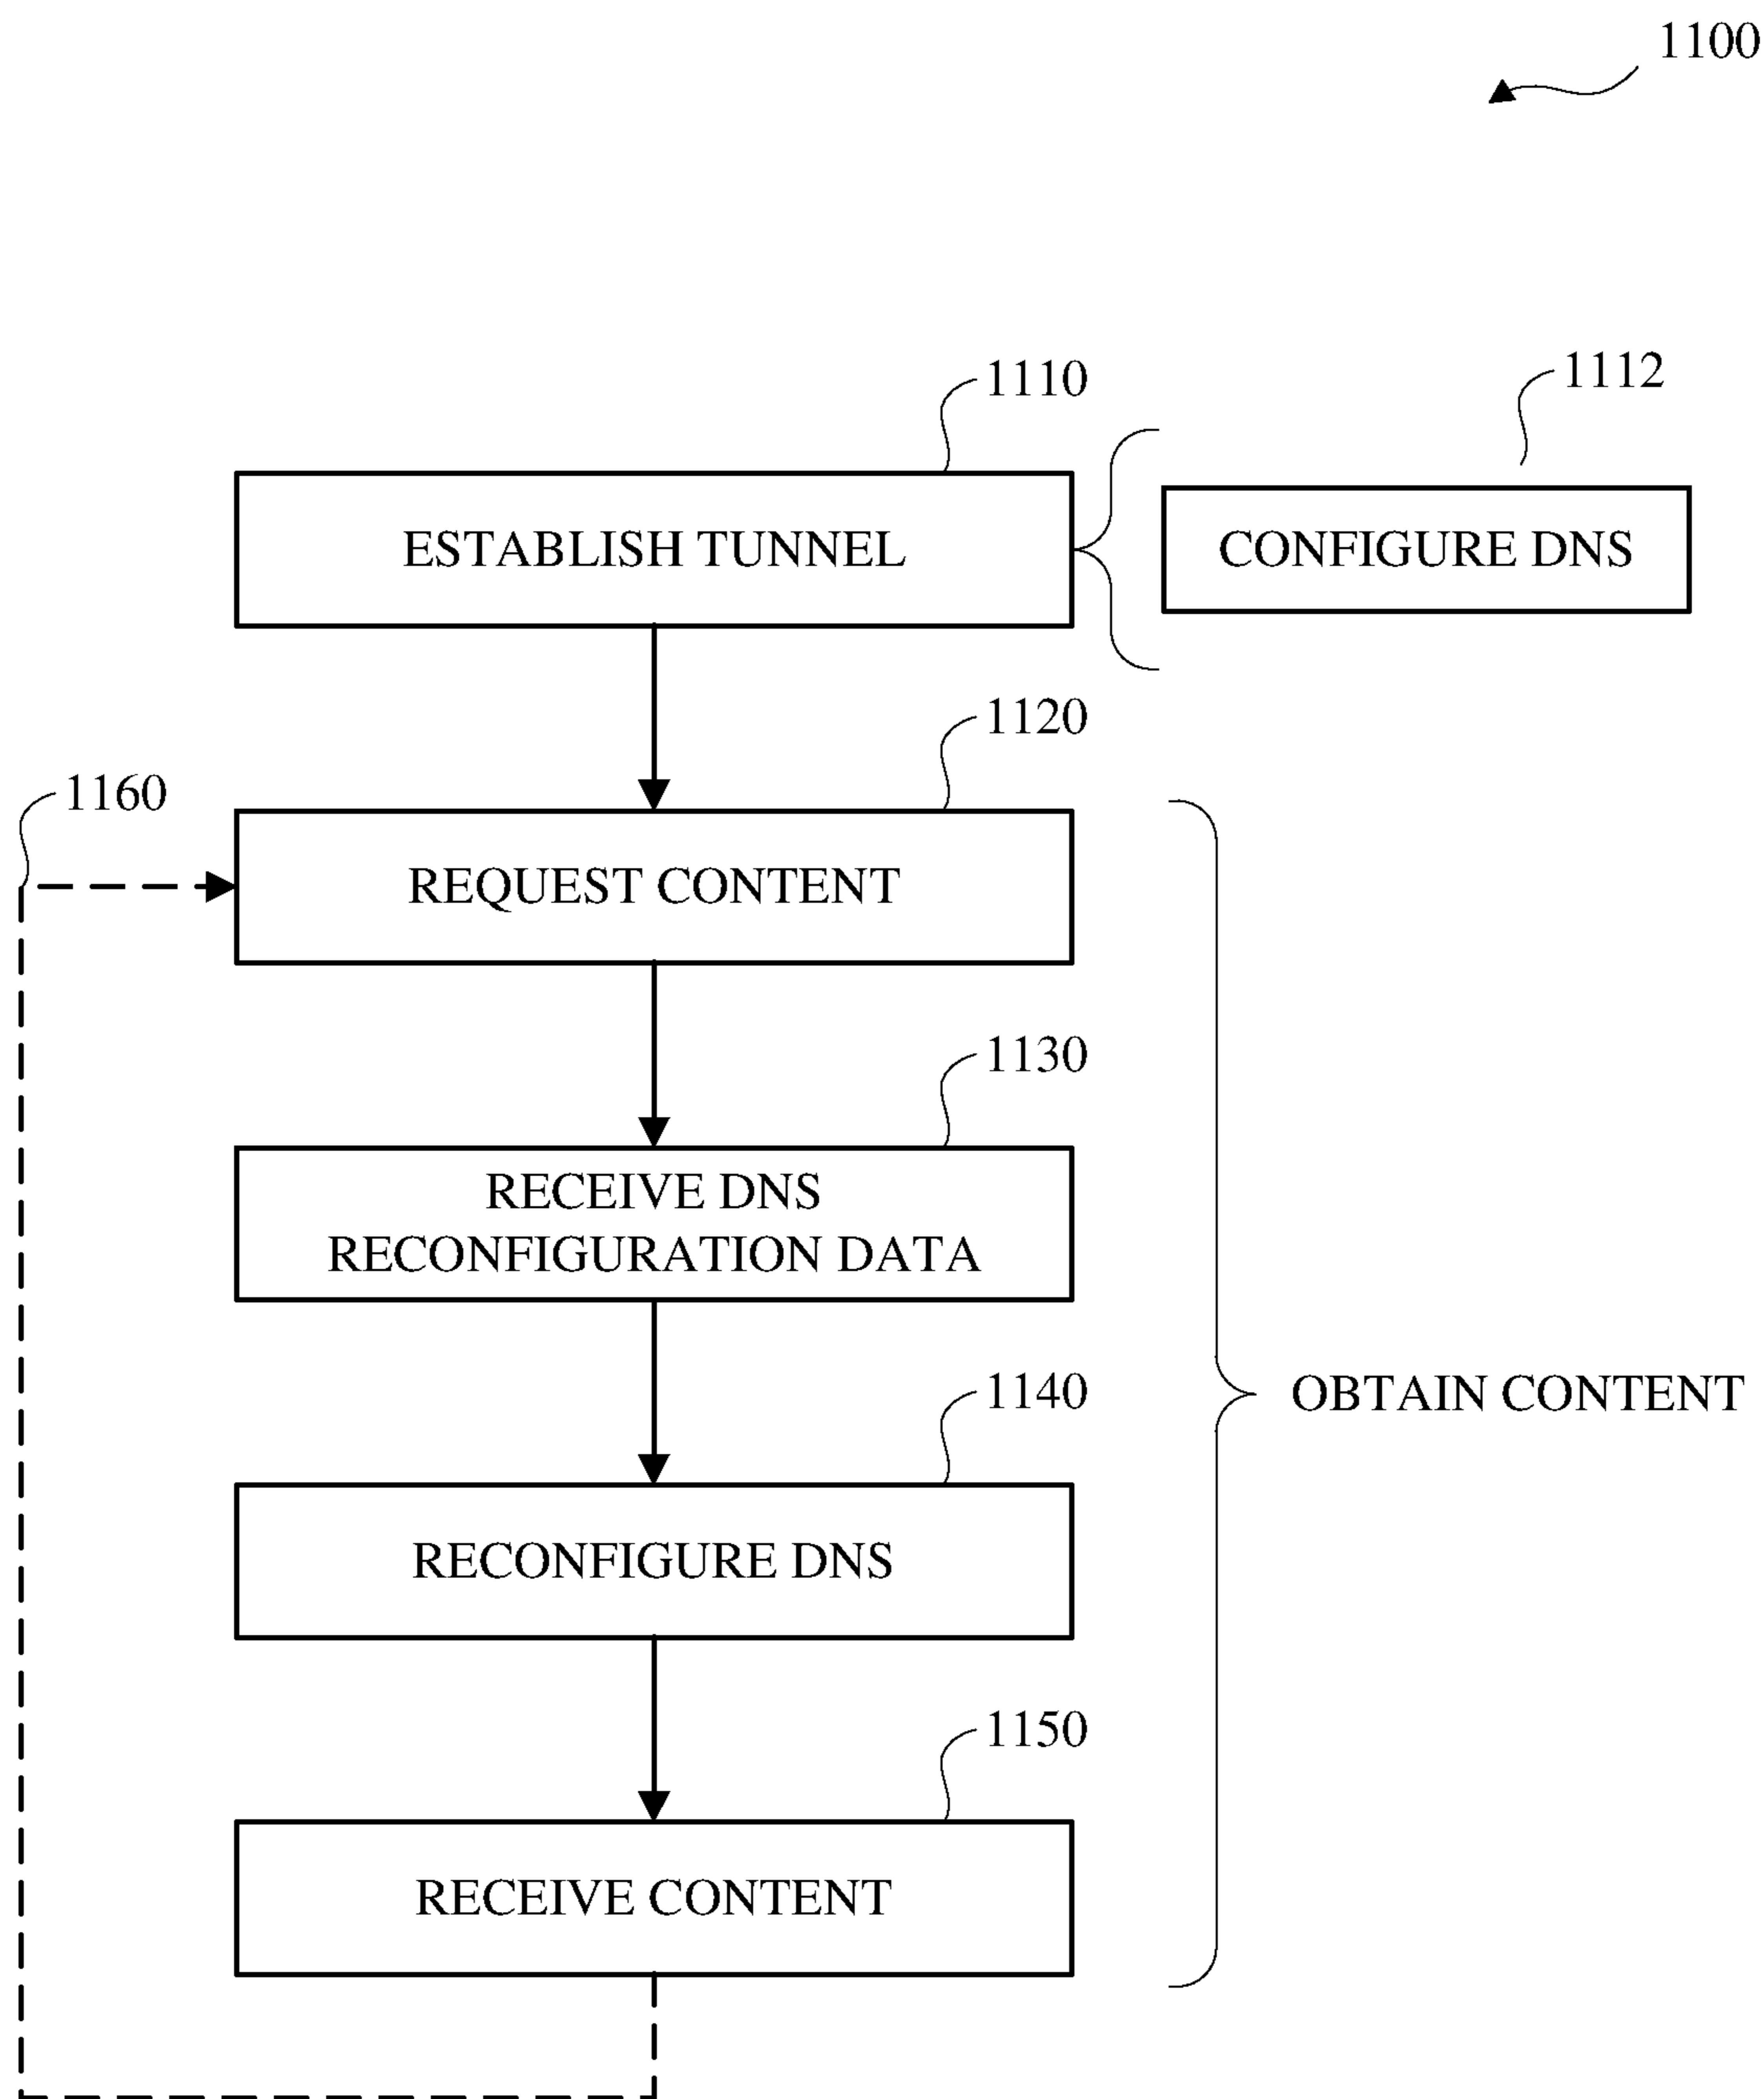 1100
1110
1112
ESTABLISH TUNNEL
CONFIGURE DNS
1120
1160
REQUEST CONTENT
1130
RECEIVE DNS
RECONFIGURATION DATA
1140
OBTAIN CONTENT
RECONFIGURE DNS
1150
RECEIVE CONTENT